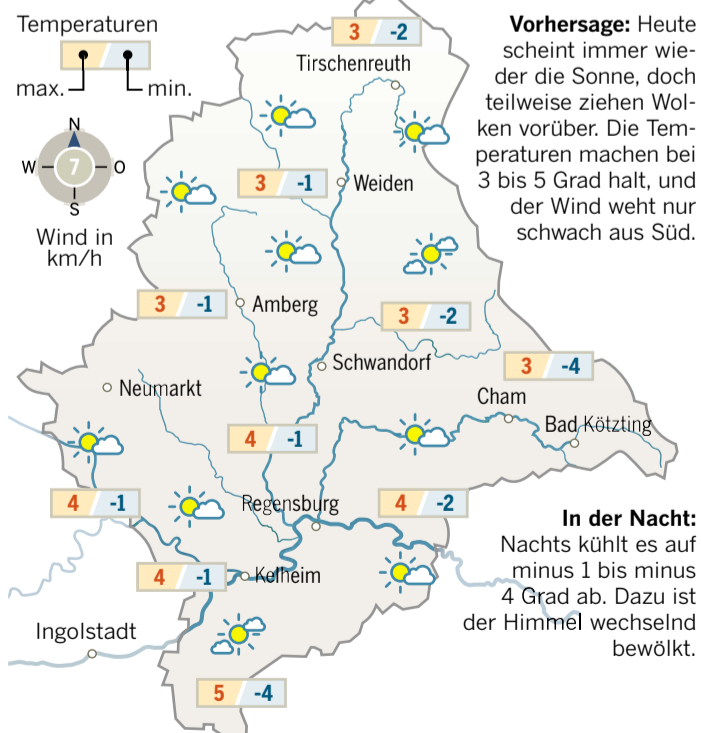 Temperaturen
max. min.
N
W 7 O
S
Wind in
km/h
Vorhersage: Heute
scheint immer wie-
der die Sonne, doch
teilweise ziehen Wol-
ken vorüber. Die Tem-
peraturen machen bei
3 bis 5 Grad halt, und
der Wind weht nur
schwach aus Süd.
3 -2
Tirschenreuth
3 -1
Weiden
3 -1
Amberg
3 -2
Schwandorf
3 -4
Neumarkt
Cham
Bad Kötzting
4 -1
4 -1
Regensburg
4 -2
4 -1
Kelheim
Ingolstadt
5 -4
In der Nacht:
Nachts kühlt es auf
minus 1 bis minus
4 Grad ab. Dazu ist
der Himmel wechselnd
bewölkt.